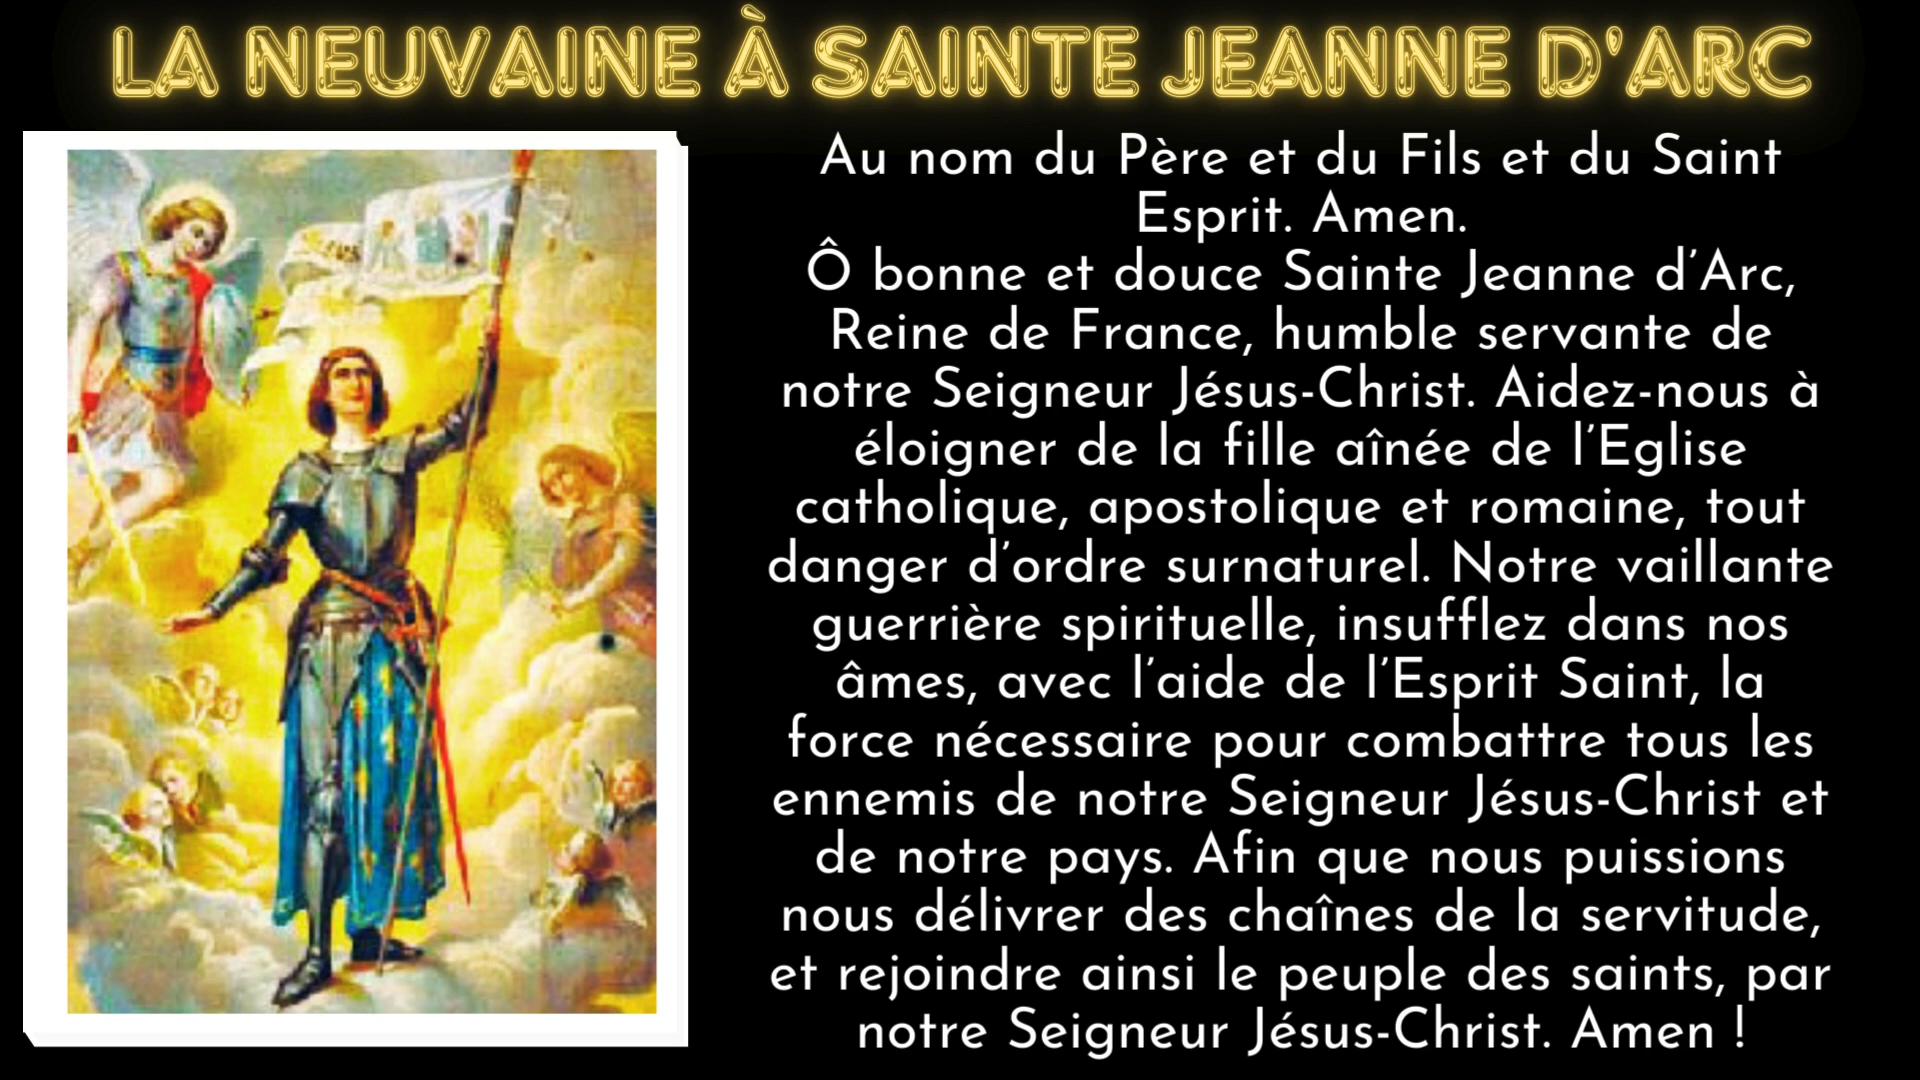 LA NEUVAINE À SAINTE JEANNE D'ARC
Au nom du Père et du Fils et du Saint
Esprit. Amen.
Ô bonne et douce Sainte Jeanne d’Arc,
Reine de France, humble servante de
notre Seigneur Jésus-Christ. Aidez-nous à
éloigner de la fille aînée de l’Eglise
catholique, apostolique et romaine, tout
danger d’ordre surnaturel. Notre vaillante
guerrière spirituelle, insufflez dans nos
âmes, avec l’aide de l’Esprit Saint, la
force nécessaire pour combattre tous les
ennemis de notre Seigneur Jésus-Christ et
de notre pays. Afin que nous puissions
nous délivrer des chaînes de la servitude,
et rejoindre ainsi le peuple des saints, par
notre Seigneur Jésus-Christ. Amen !